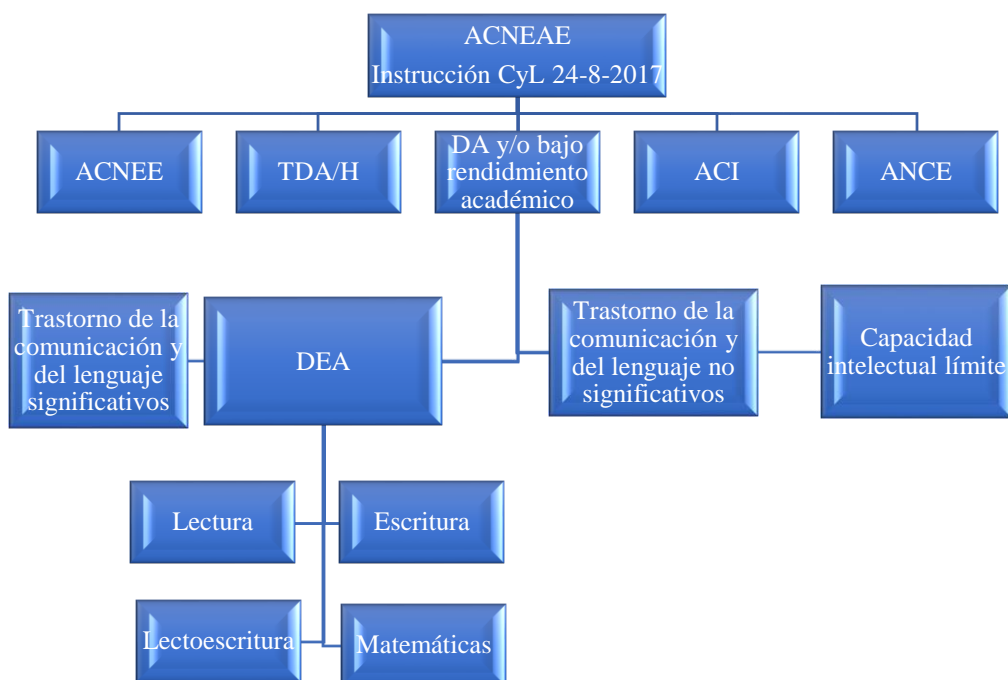 ACNEAE
Instrucción CyL 24-8-2017
ACNEE
TDA/H
DA y/o bajo
rendidmiento
académico
ACI
ANCE
Trastorno de la
comunicación y
del lenguaje
significativos
DEA
Trastorno de la
comunicación y
del lenguaje no
significativos
Capacidad
intelectual límite
Lectura
Escritura
Lectoescritura
Matemáticas